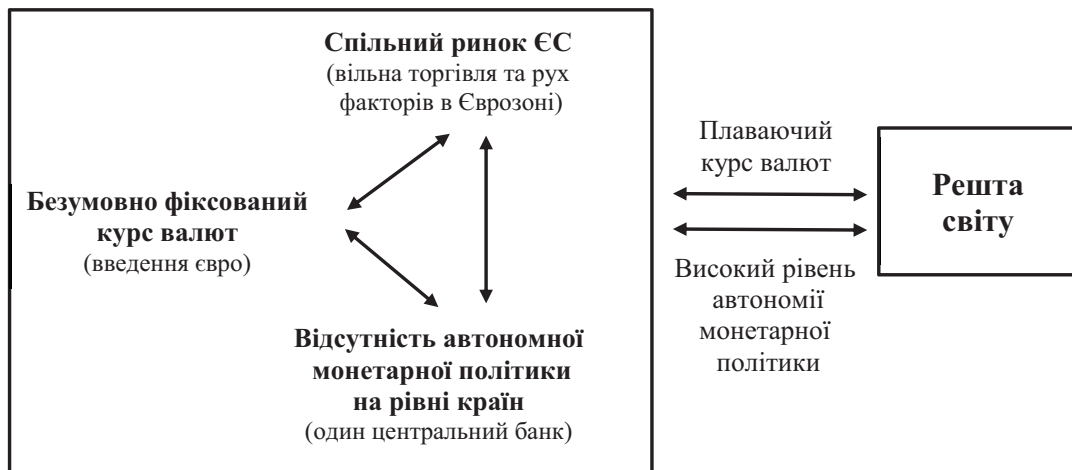 Спільний ринок ЄС
(вільна торгівля та рух
факторів в Єврозоні)
Безумовно фіксований
курс валют
(введення євро)
Відсутність автономної
монетарної політики
на рівні країн
(один центральний банк)
Плаваючий
курс валют
Високий рівень
автономії
монетарної
політики
Решта
світу